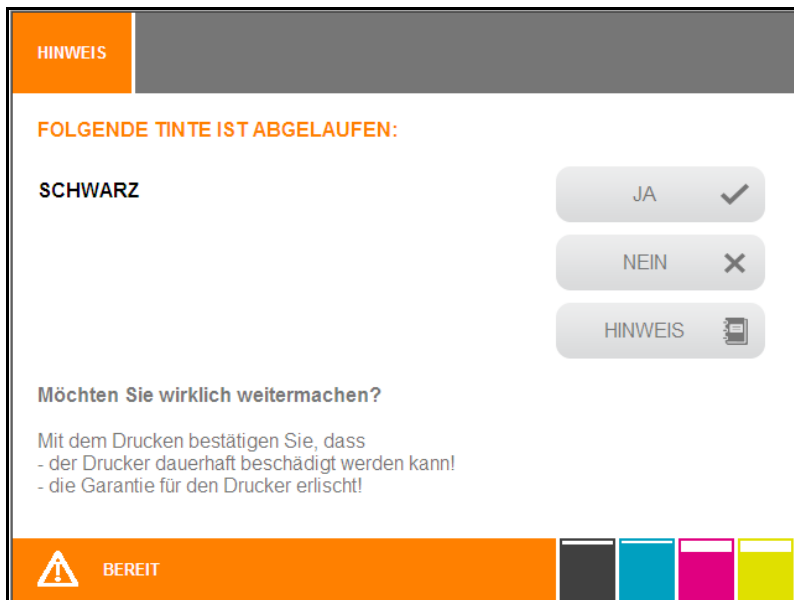 HINWEIS
FOLGENDE TINTE IST ABGELAUFEN:
SCHWARZ
JA
NEIN
HINWEIS
Möchten Sie wirklich weitermachen?
Mit dem Drucken bestätigen Sie, dass
- der Drucker dauerhaft beschädigt werden kann!
- die Garantie für den Drucker erlischt!
BEREIT